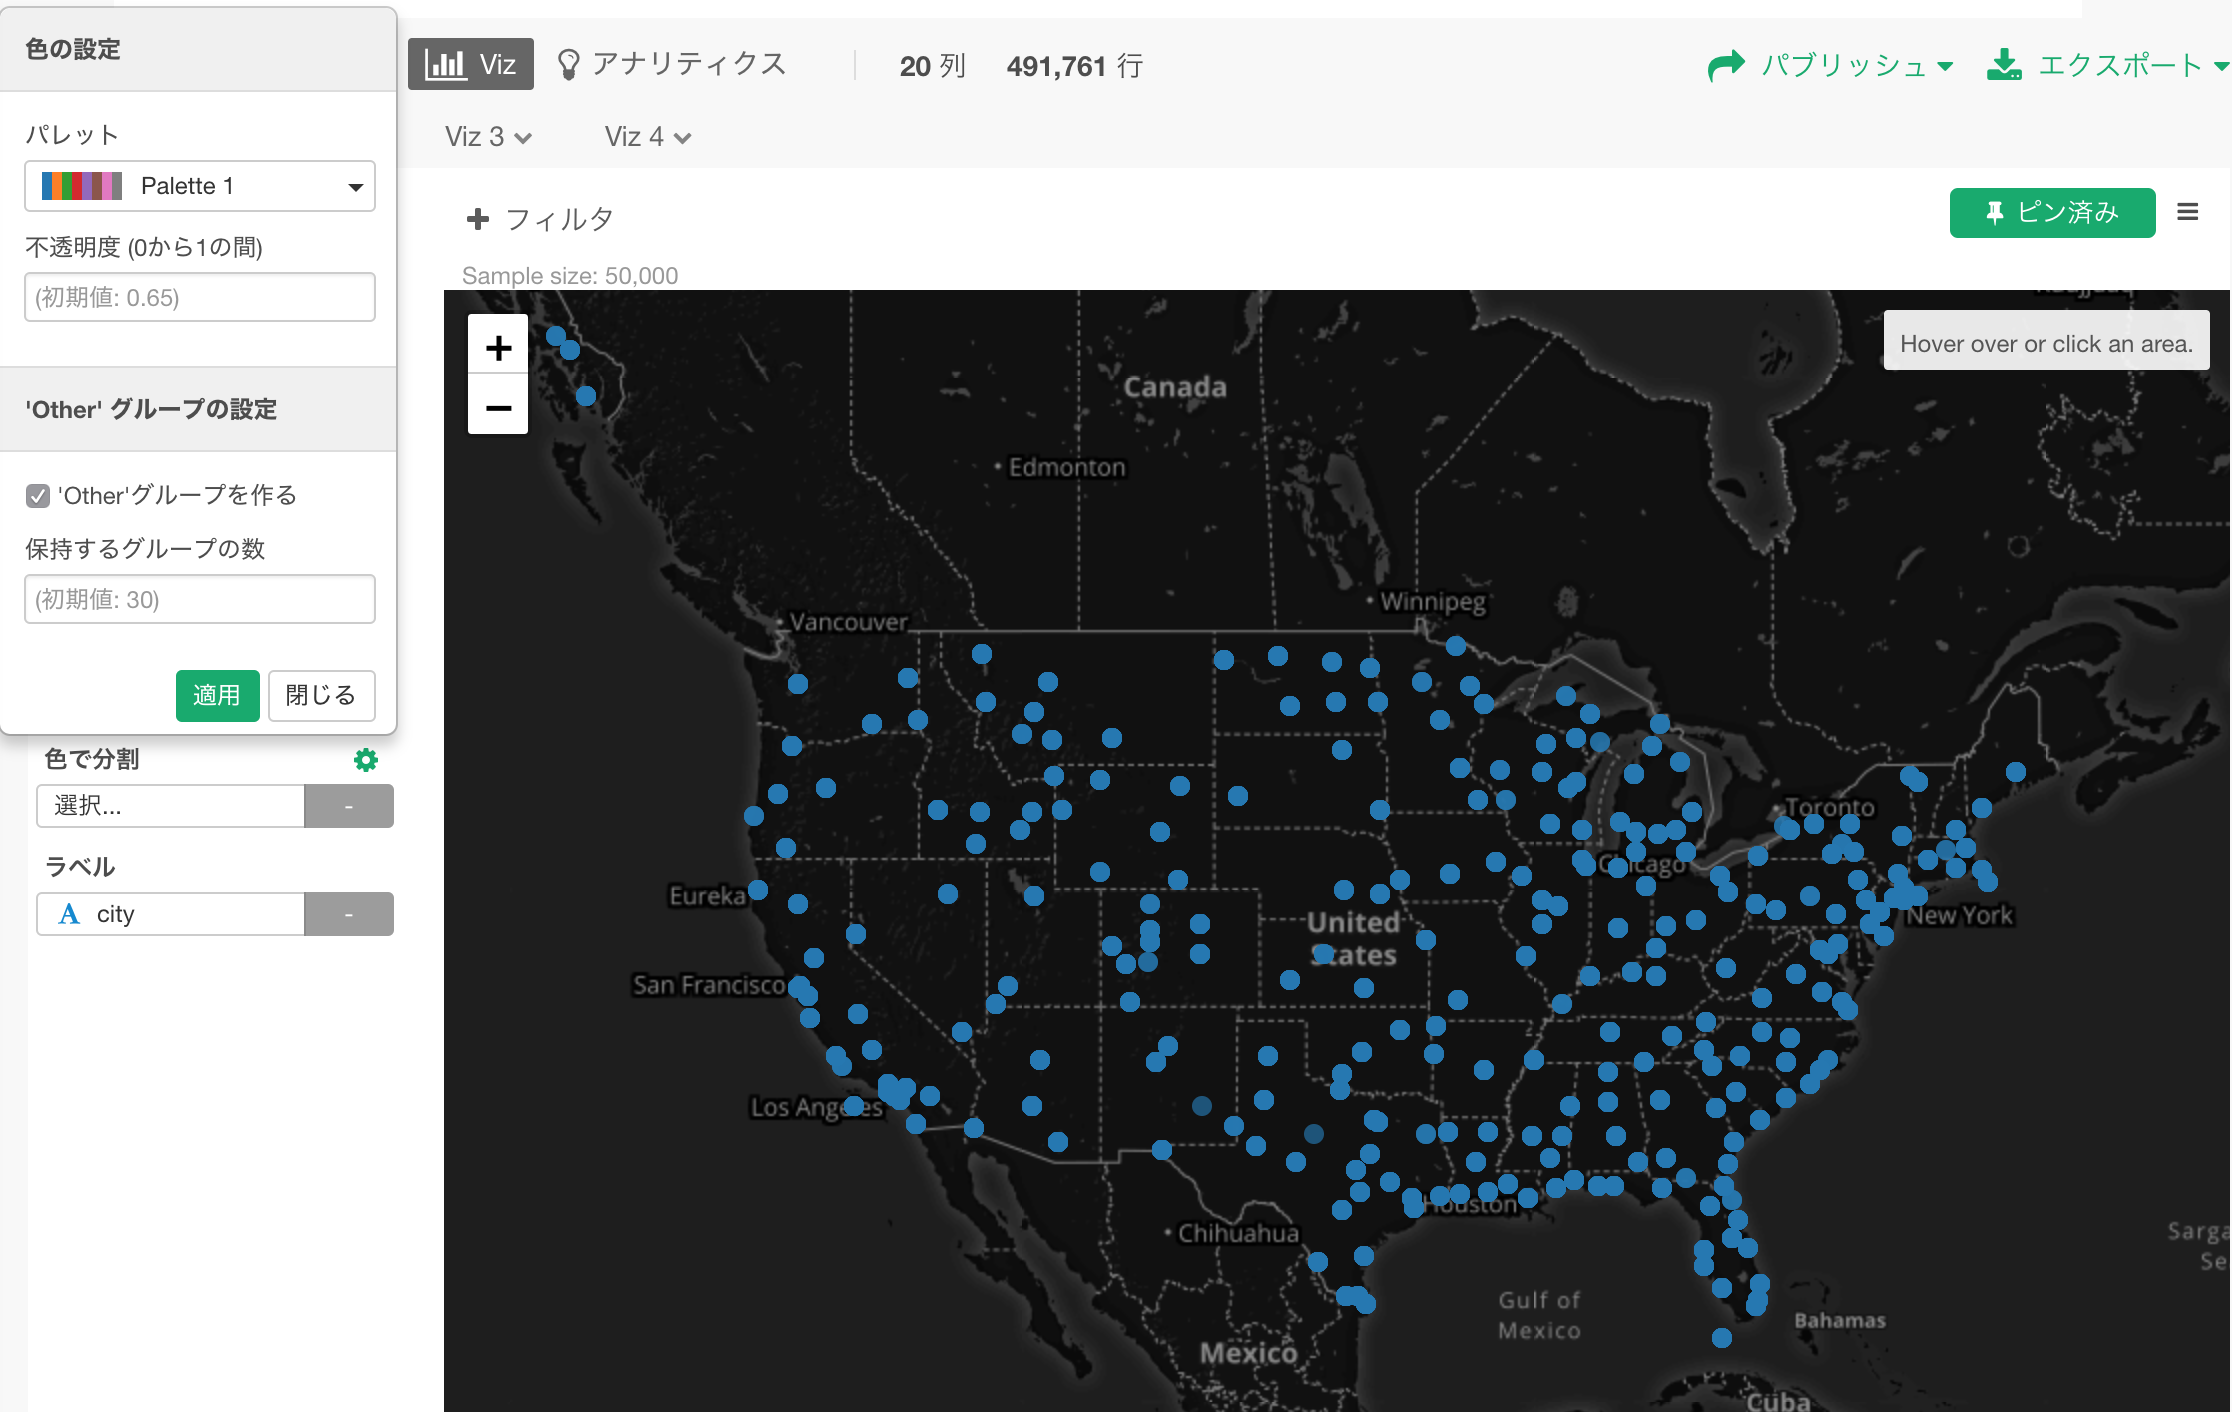 色の設定
パレット
Palette 1
不透明度 (0から1の間)
(初期値: 0.65)
'Other' グループの設定
'Other'グループを作る
保持するグループの数
(初期値: 30)
適用 閉じる
色で分割
選択... -
ラベル
A city -
Viz アナリティクス 20 列 491,761 行 パブリッシュ エクスポート
Viz 3 Viz 4
+ フィルタ ピン済み
Sample size: 50,000
+
−
Hover over or click an area.
Canada
Edmonton
Winnipeg
Vancouver
Toronto
Chicago
Eureka
United
States
New York
San Francisco
Los Angeles
Houston
Chihuahua
Gulf of
Mexico
Bahamas
Mexico
Cuba
Sarga
Se